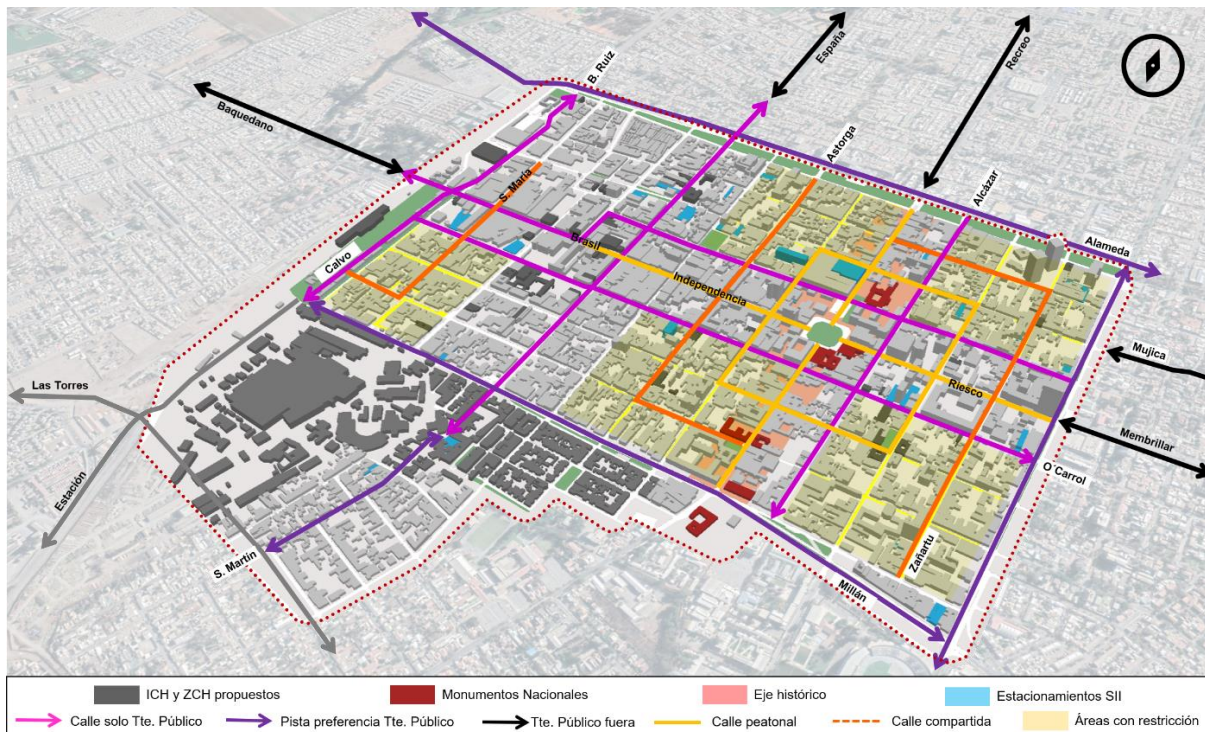 B. Ruiz
España
Recreo
Baquedano
Astorga
S. María
Alcázar
Brasil
Alameda
Calvo
Independencia
Mujica
Las Torres
Riesco
Membrillar
O´Carrol
Estación
S. Martín
Zañartu
Millán
ICH y ZCH propuestos
Monumentos Nacionales
Eje histórico
Estacionamientos SII
Calle solo Tte. Público
Pista preferencia Tte. Público
Tte. Público fuera
Calle peatonal
Calle compartida
Áreas con restricción